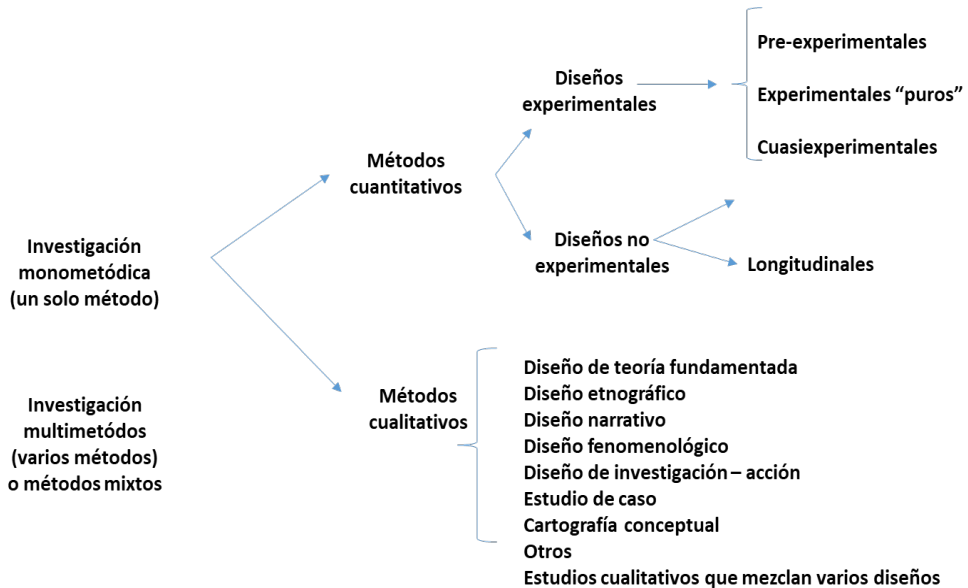 Investigación
monometódica
(un solo método)
Investigación
multimetódos
(varios métodos)
o métodos mixtos
Métodos
cuantitativos
Métodos
cualitativos
Diseños
experimentales
Diseños no
experimentales
Pre-experimentales
Experimentales “puros”
Cuasiexperimentales
Longitudinales
Diseño de teoría fundamentada
Diseño etnográfico
Diseño narrativo
Diseño fenomenológico
Diseño de investigación – acción
Estudio de caso
Cartografía conceptual
Otros
Estudios cualitativos que mezclan varios diseños